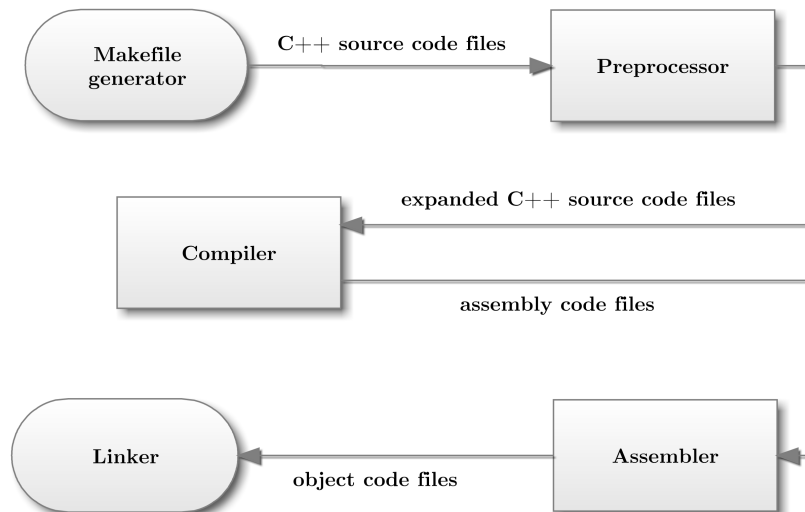 Makefile
generator
C++ source code files
Preprocessor
expanded C++ source code files
Compiler
assembly code files
Linker
object code files
Assembler